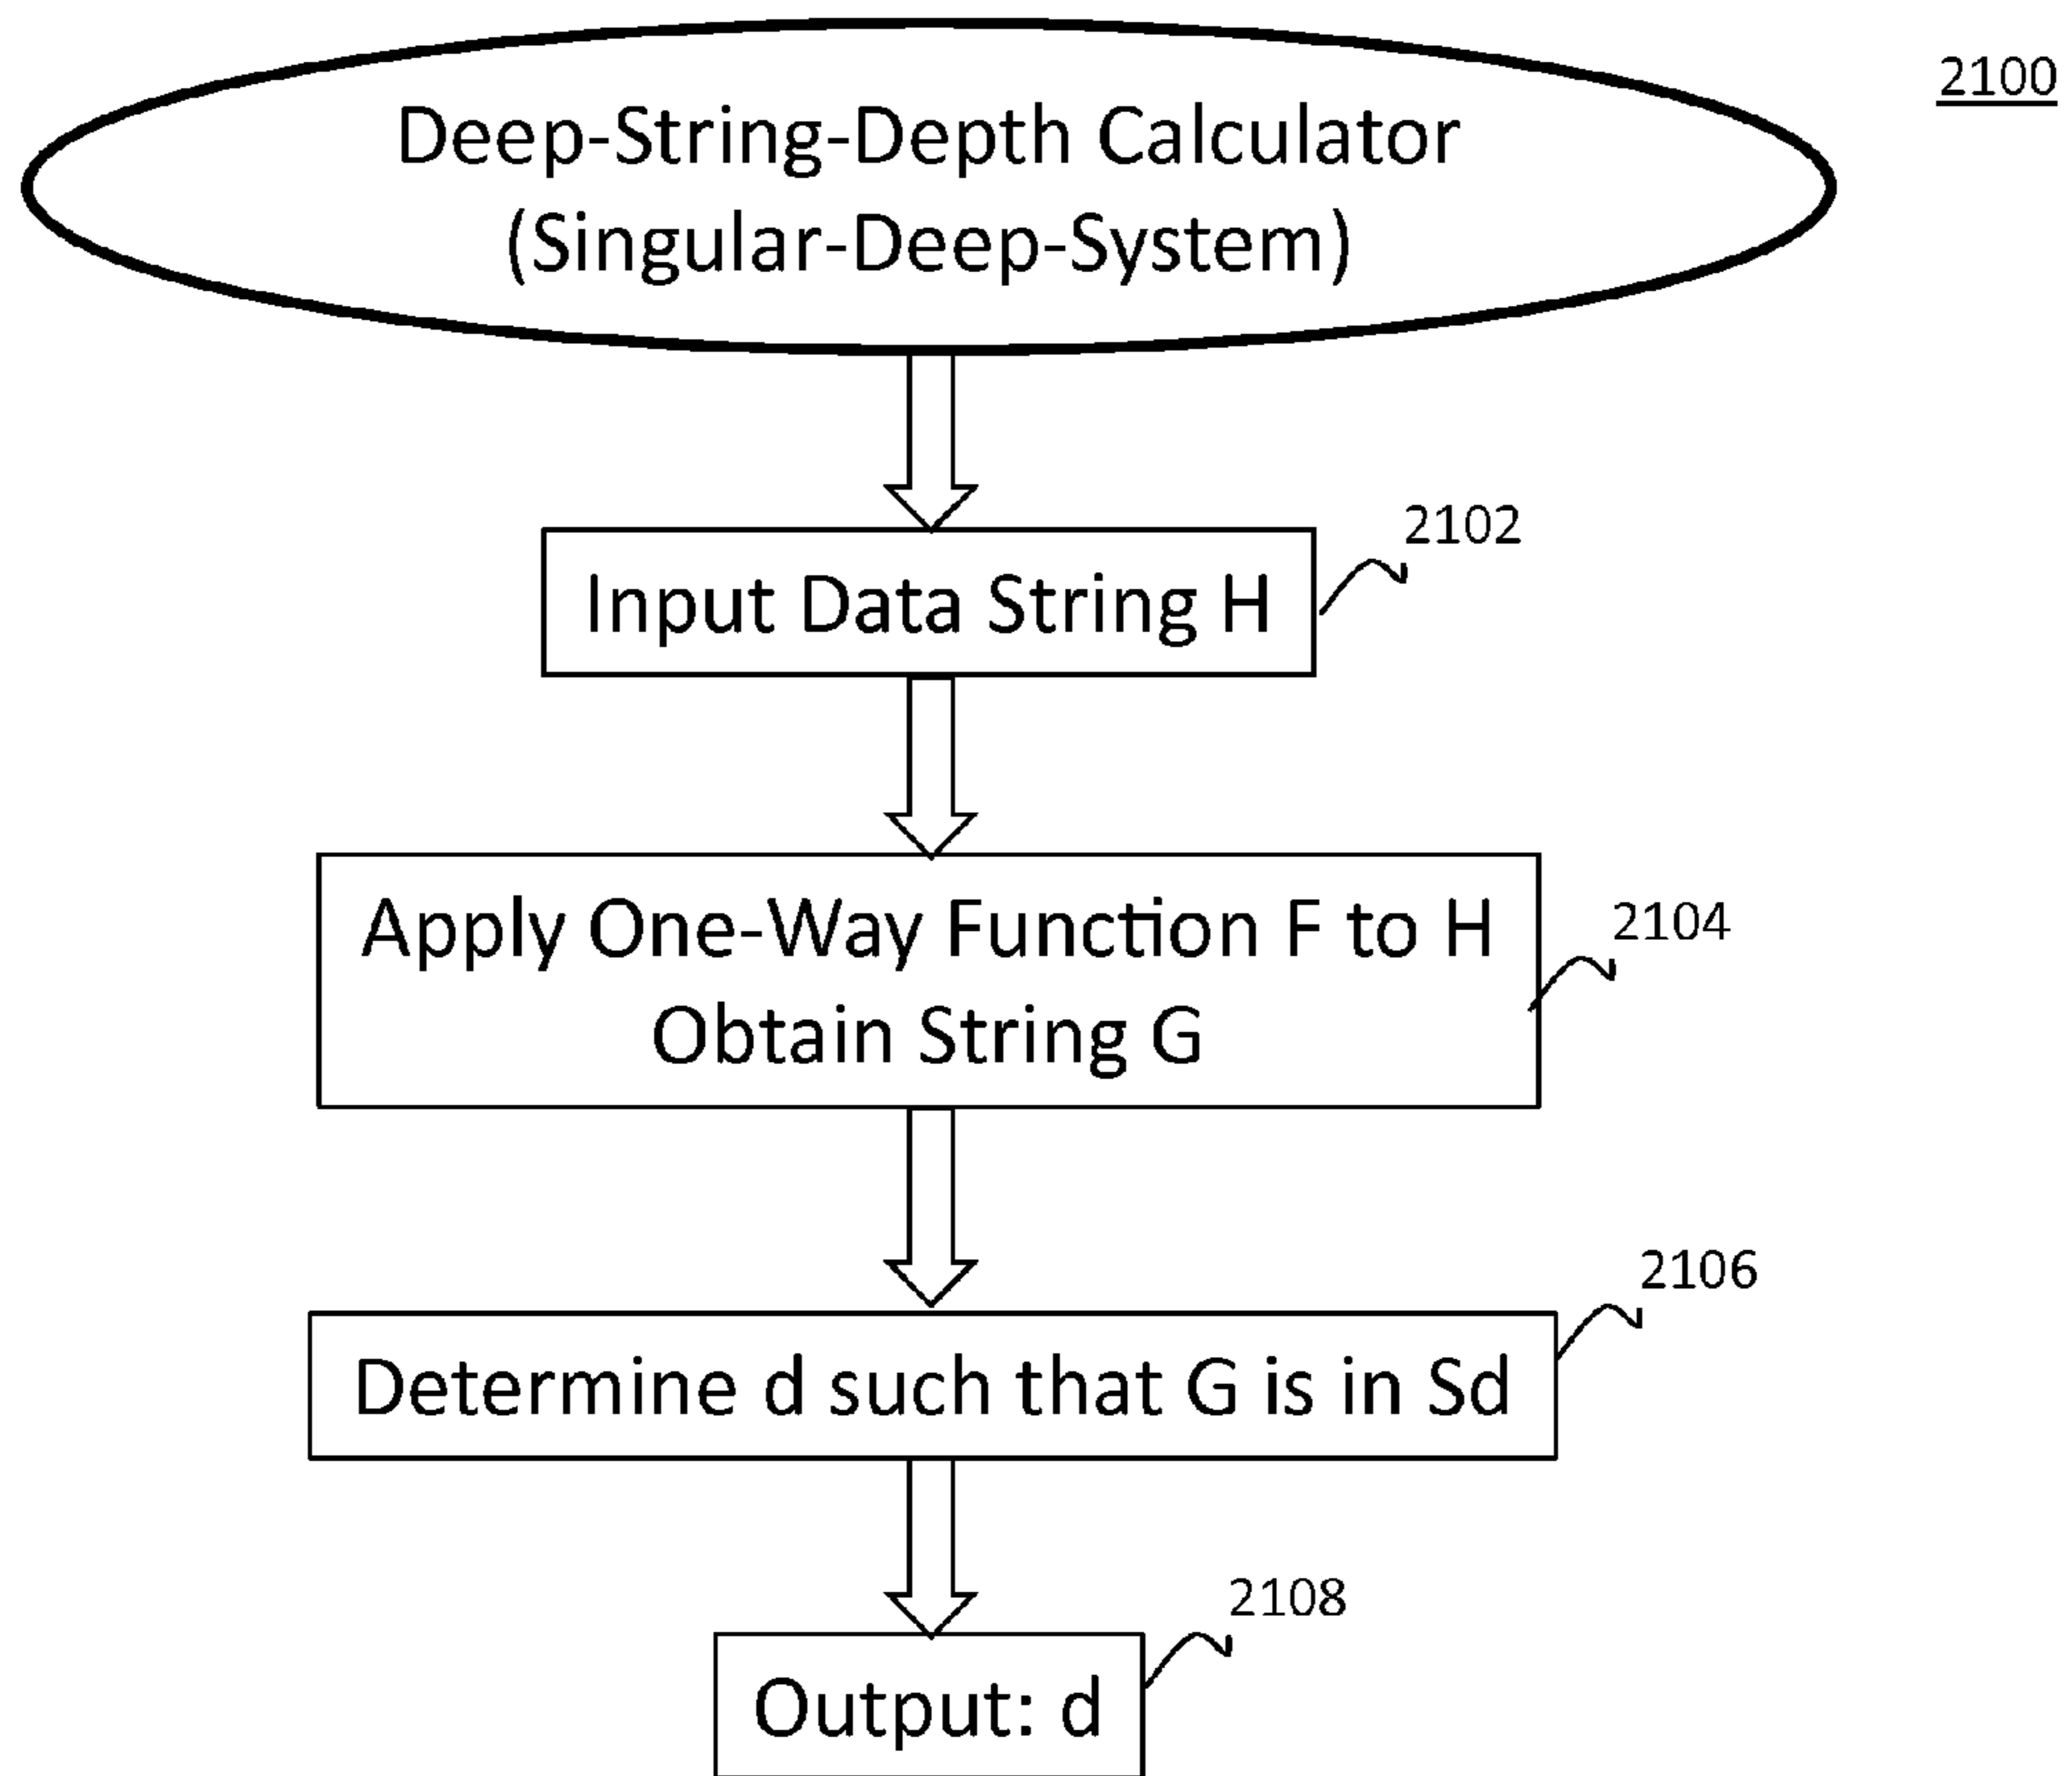 Deep-String-Depth Calculator
(Singular-Deep-System)
2100
2102
Input Data String H
Apply One-Way Function F to H
Obtain String G
2104
2106
Determine d such that G is in Sd
2108
Output: d